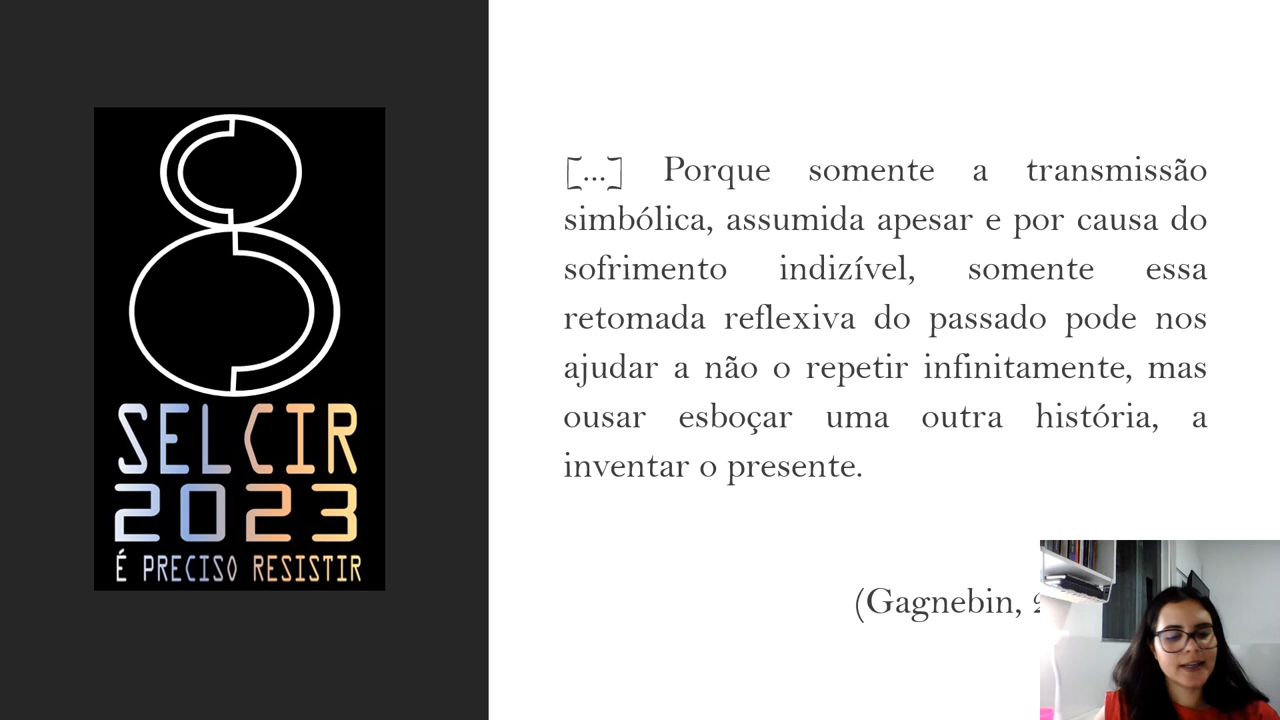 SELCIR
2023
É PRECISO RESISTIR
[...] Porque somente a transmissão
simbólica, assumida apesar e por causa do
sofrimento indizível, somente essa
retomada reflexiva do passado pode nos
ajudar a não o repetir infinitamente, mas
ousar esboçar uma outra história, a
inventar o presente.
(Gagnebin,